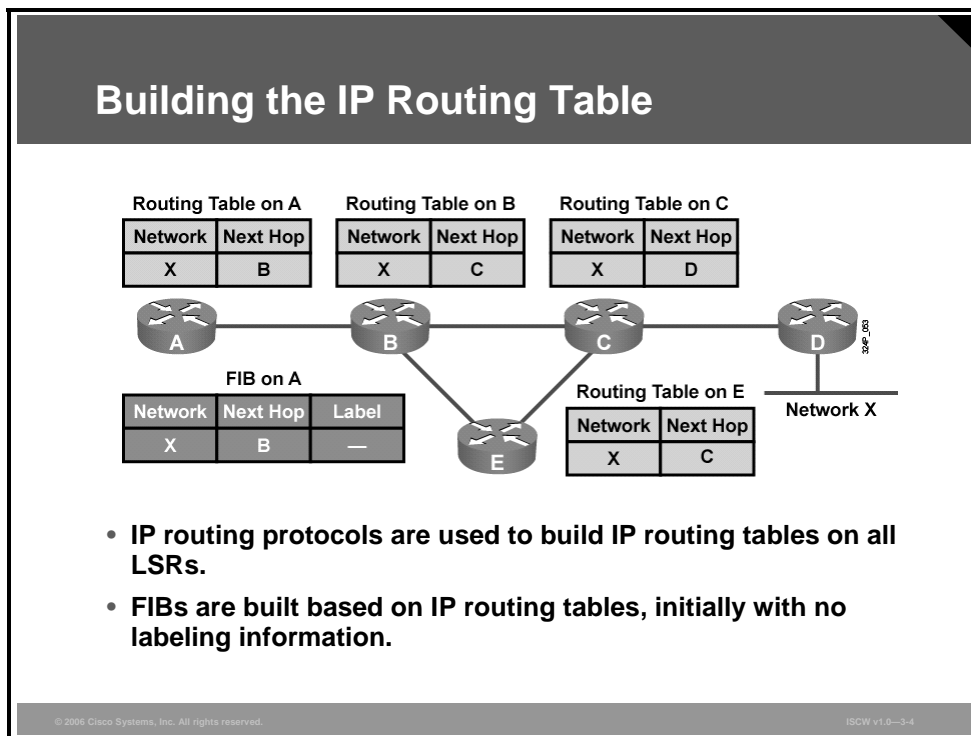 Building the IP Routing Table
Routing Table on A
Network Next Hop
X B
Routing Table on B
Network Next Hop
X C
Routing Table on C
Network Next Hop
X D
A
B
C
D
324P_053
FIB on A
Network Next Hop Label
X B —
E
Routing Table on E
Network Next Hop
X C
Network X
• IP routing protocols are used to build IP routing tables on all
LSRs.
• FIBs are built based on IP routing tables, initially with no
labeling information.
© 2006 Cisco Systems, Inc. All rights reserved.
ISCW v1.0—3-4